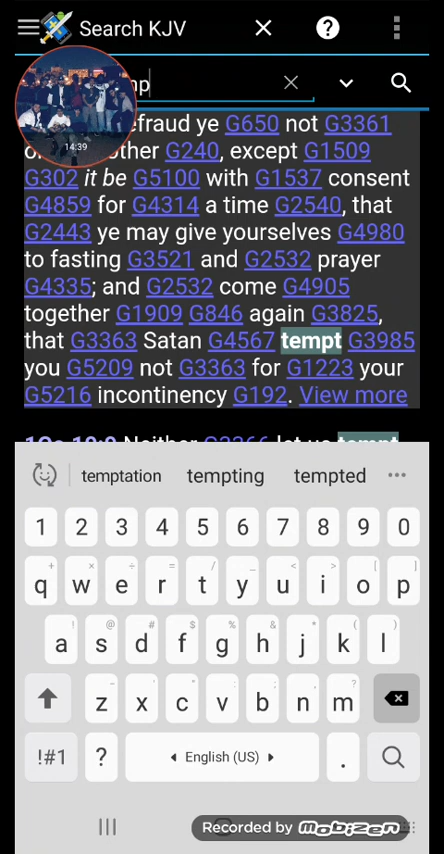 Search KJV
mp
14:39
efraud ye G650 not G3361
other G240, except G1509
G302 it be G5100 with G1537 consent
G4859 for G4314 a time G2540, that
G2443 ye may give yourselves G4980
to fasting G3521 and G2532 prayer
G4335; and G2532 come G4905
together G1909 G846 again G3825,
that G3363 Satan G4567 tempt G3985
you G5209 not G3363 for G1223 your
G5216 incontinency G192. View more
Neither G3366 let us tempt
temptation tempting tempted
1 2 3 4 5 6 7 8 9 0
q w e r t y u i o p
a s d f g h j k l
z x c v b n m
!#1 ? English (US) .
Recorded by Mobizen